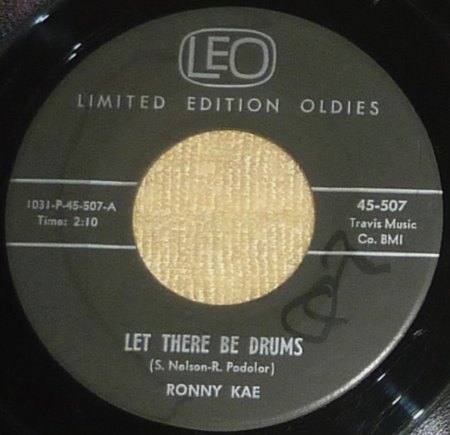 LEO
LIMITED EDITION OLDIES
1031-P-45-507-A
Time: 2:10
45-507
Travis Music
Co. BMI
LET THERE BE DRUMS
(S. Nelson-R. Podolor)
RONNY KAE